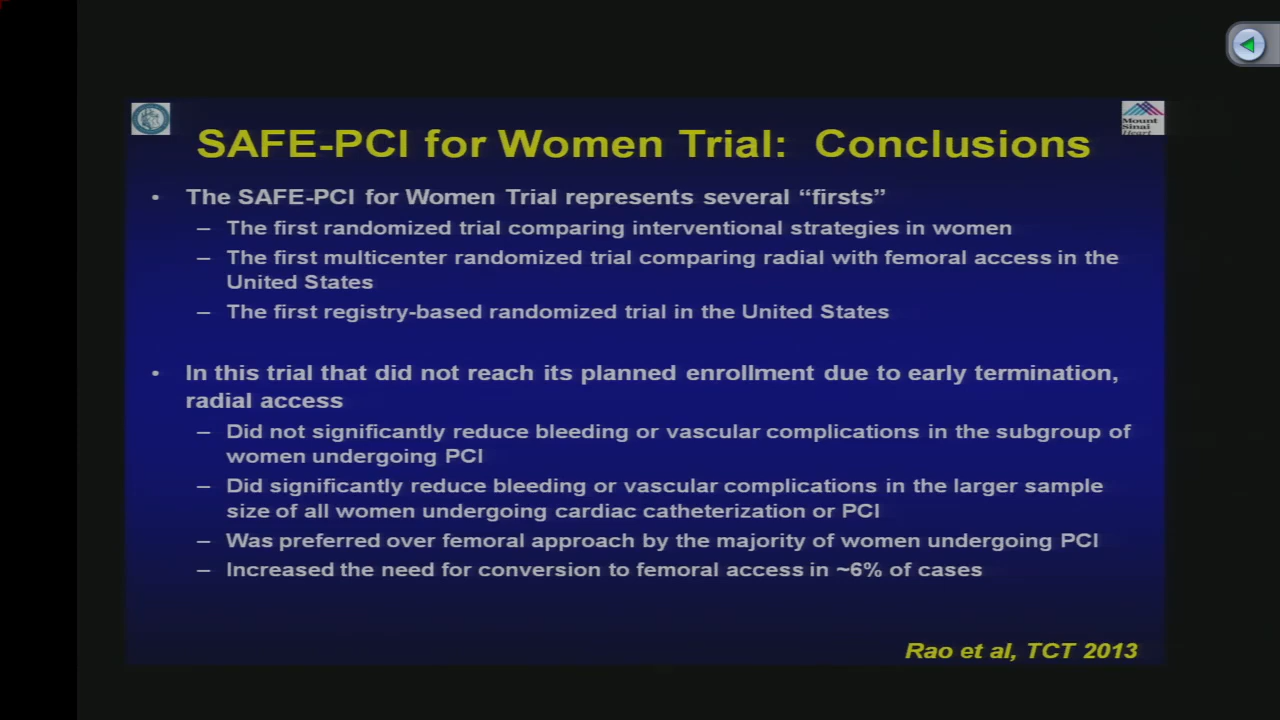 Mount
Sinai
Heart
SAFE-PCI for Women Trial: Conclusions
• The SAFE-PCI for Women Trial represents several “firsts”
– The first randomized trial comparing interventional strategies in women
– The first multicenter randomized trial comparing radial with femoral access in the
United States
– The first registry-based randomized trial in the United States
• In this trial that did not reach its planned enrollment due to early termination,
radial access
– Did not significantly reduce bleeding or vascular complications in the subgroup of
women undergoing PCI
– Did significantly reduce bleeding or vascular complications in the larger sample
size of all women undergoing cardiac catheterization or PCI
– Was preferred over femoral approach by the majority of women undergoing PCI
– Increased the need for conversion to femoral access in ~6% of cases
Rao et al, TCT 2013